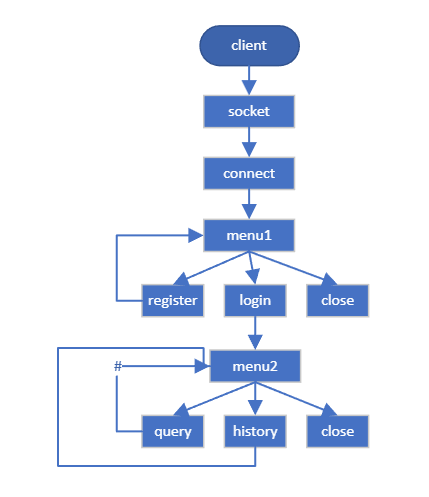 client
socket
connect
menu1
register
login
close
#
menu2
query
history
close